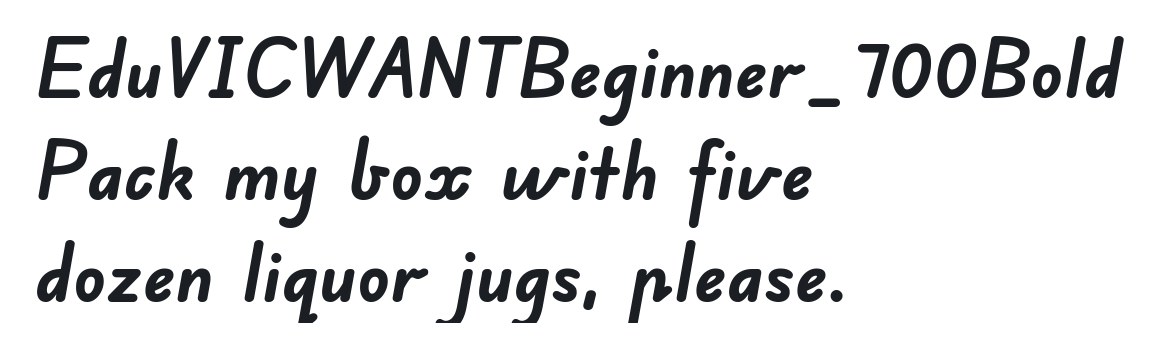 EduVICWANTBeginner_700Bold
Pack my box with five
dozen liquor jugs, please.